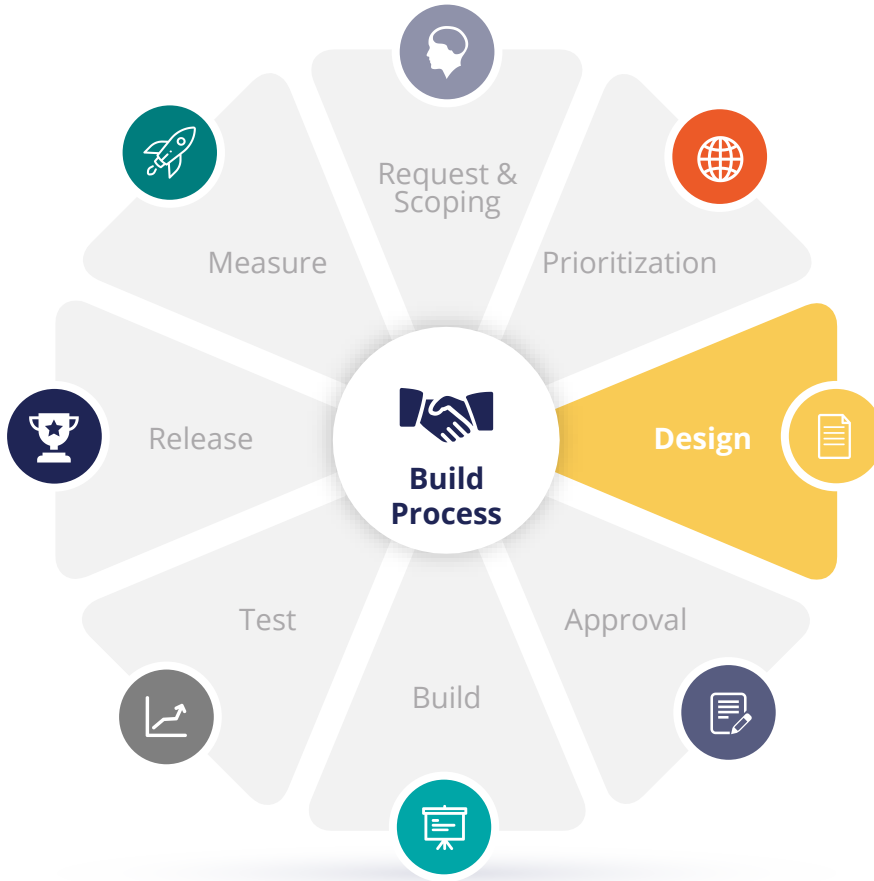 Request &
Scoping
Prioritization
Measure
Design
Release
Build
Process
Approval
Test
Build